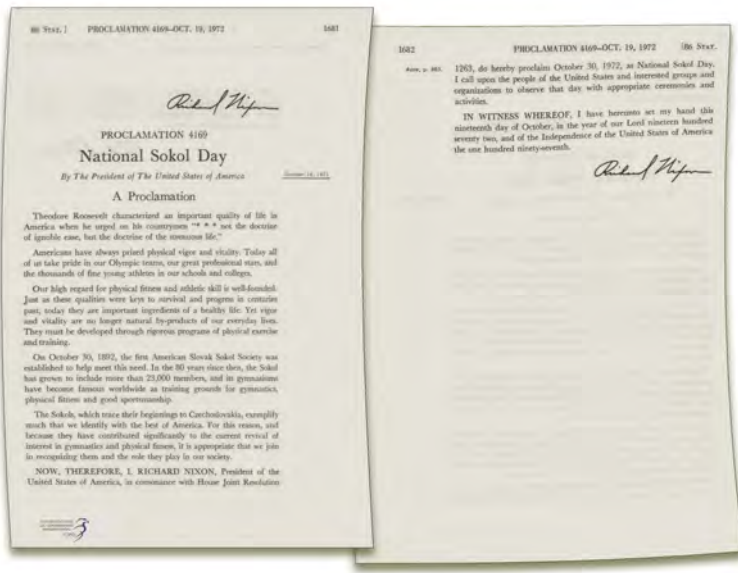 86 STAT. ] PROCLAMATION 4169–OCT. 19, 1972 1681
Richard Nixon
PROCLAMATION 4169
National Sokol Day
By The President of The United States of America
October 19, 1972
A Proclamation
Theodore Roosevelt characterized an important quality of life in
America when he urged on his countrymen "* * * not the doctrine
of ignoble ease, but the doctrine of the strenuous life."
Americans have always prized physical vigor and vitality. Today all
of us take pride in our Olympic teams, our great professional stars, and
the thousands of fine young athletes in our schools and colleges.
Our high regard for physical fitness and athletic skill is well-founded.
Just as these qualities were keys to survival and progress in centuries
past, today they are important ingredients of a healthy life. Yet vigor
and vitality are no longer natural by-products of our everyday lives.
They must be developed through rigorous programs of physical exercise
and training.
On October 30, 1892, the first American Slovak Sokol Society was
established to help meet this need. In the 80 years since then, the Sokol
has grown to include more than 23,000 members, and its gymnasiums
have become famous worldwide as training grounds for gymnastics,
physical fitness and good sportsmanship.
The Sokols, which trace their beginnings to Czechoslovakia, exemplify
much that we identify with the best of America. For this reason, and
because they have contributed significantly to the current revival of
interest in gymnastics and physical fitness, it is appropriate that we join
in recognizing them and the role they play in our society.
NOW, THEREFORE, I, RICHARD NIXON, President of the
United States of America, in consonance with House Joint Resolution
1682 PROCLAMATION 4169–OCT. 19, 1972 [86 STAT.
1263, do hereby proclaim October 30, 1972, as National Sokol Day.
I call upon the people of the United States and interested groups and
organizations to observe that day with appropriate ceremonies and
activities.
IN WITNESS WHEREOF, I have hereunto set my hand this
nineteenth day of October, in the year of our Lord nineteen hundred
seventy two, and of the Independence of the United States of America
the one hundred ninety-seventh.
Richard Nixon